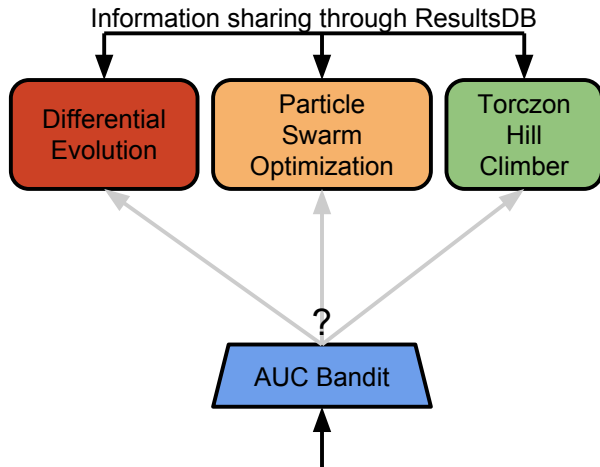 Information sharing through ResultsDB
Differential
Evolution
Particle
Swarm
Optimization
Torczon
Hill
Climber
?
AUC Bandit